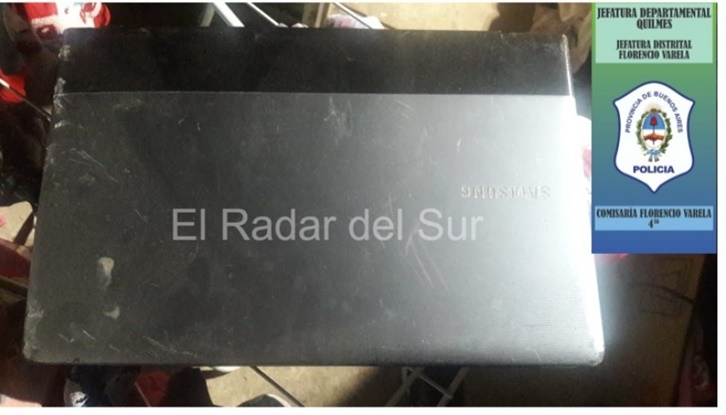 JEFATURA DEPARTAMENTAL
QUILMES
JEFATURA DISTRITAL
FLORENCIO VARELA
PROVINCIA DE BUENOS AIRES
POLICIA
SAMSUNG
El Radar del Sur
COMISARÍA FLORENCIO VARELA
4ta